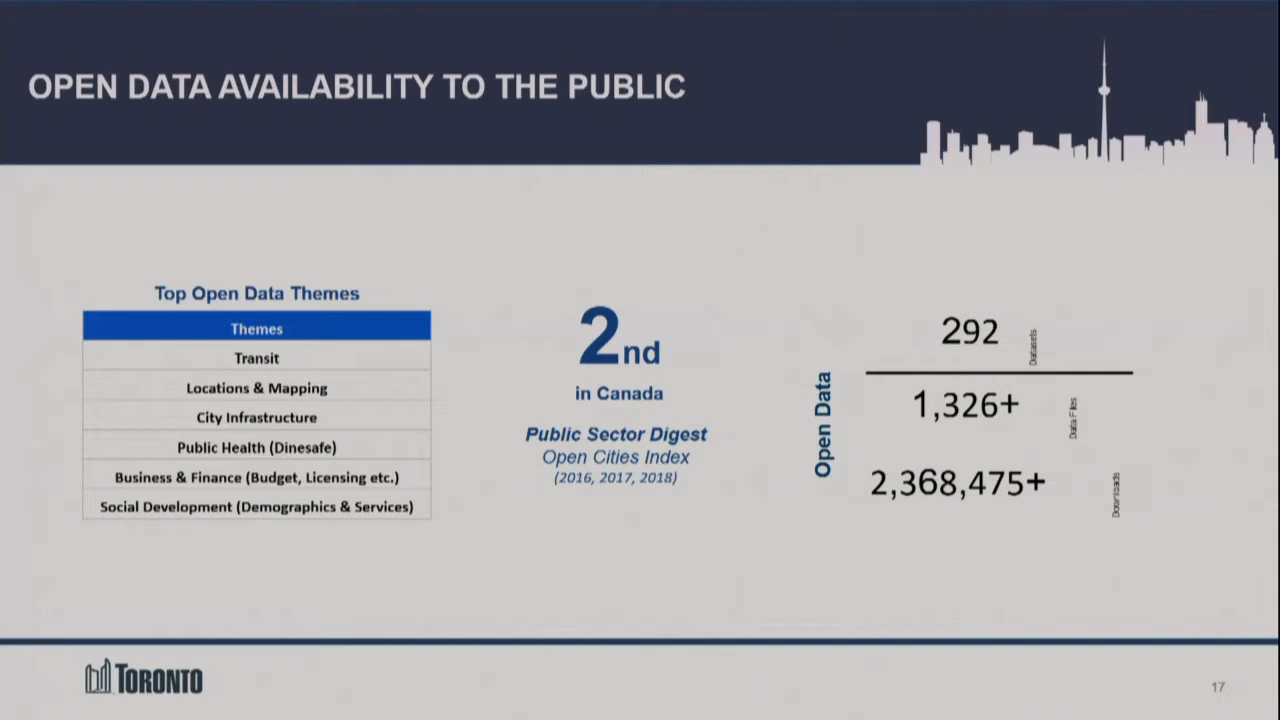 OPEN DATA AVAILABILITY TO THE PUBLIC
Top Open Data Themes
Themes
Transit
Locations & Mapping
City Infrastructure
Public Health (Dinesafe)
Business & Finance (Budget, Licensing etc.)
Social Development (Demographics & Services)
2nd
in Canada
Public Sector Digest
Open Cities Index
(2016, 2017, 2018)
Open Data
292
Datasets
1,326+
Data Files
2,368,475+
Downloads
TORONTO
17